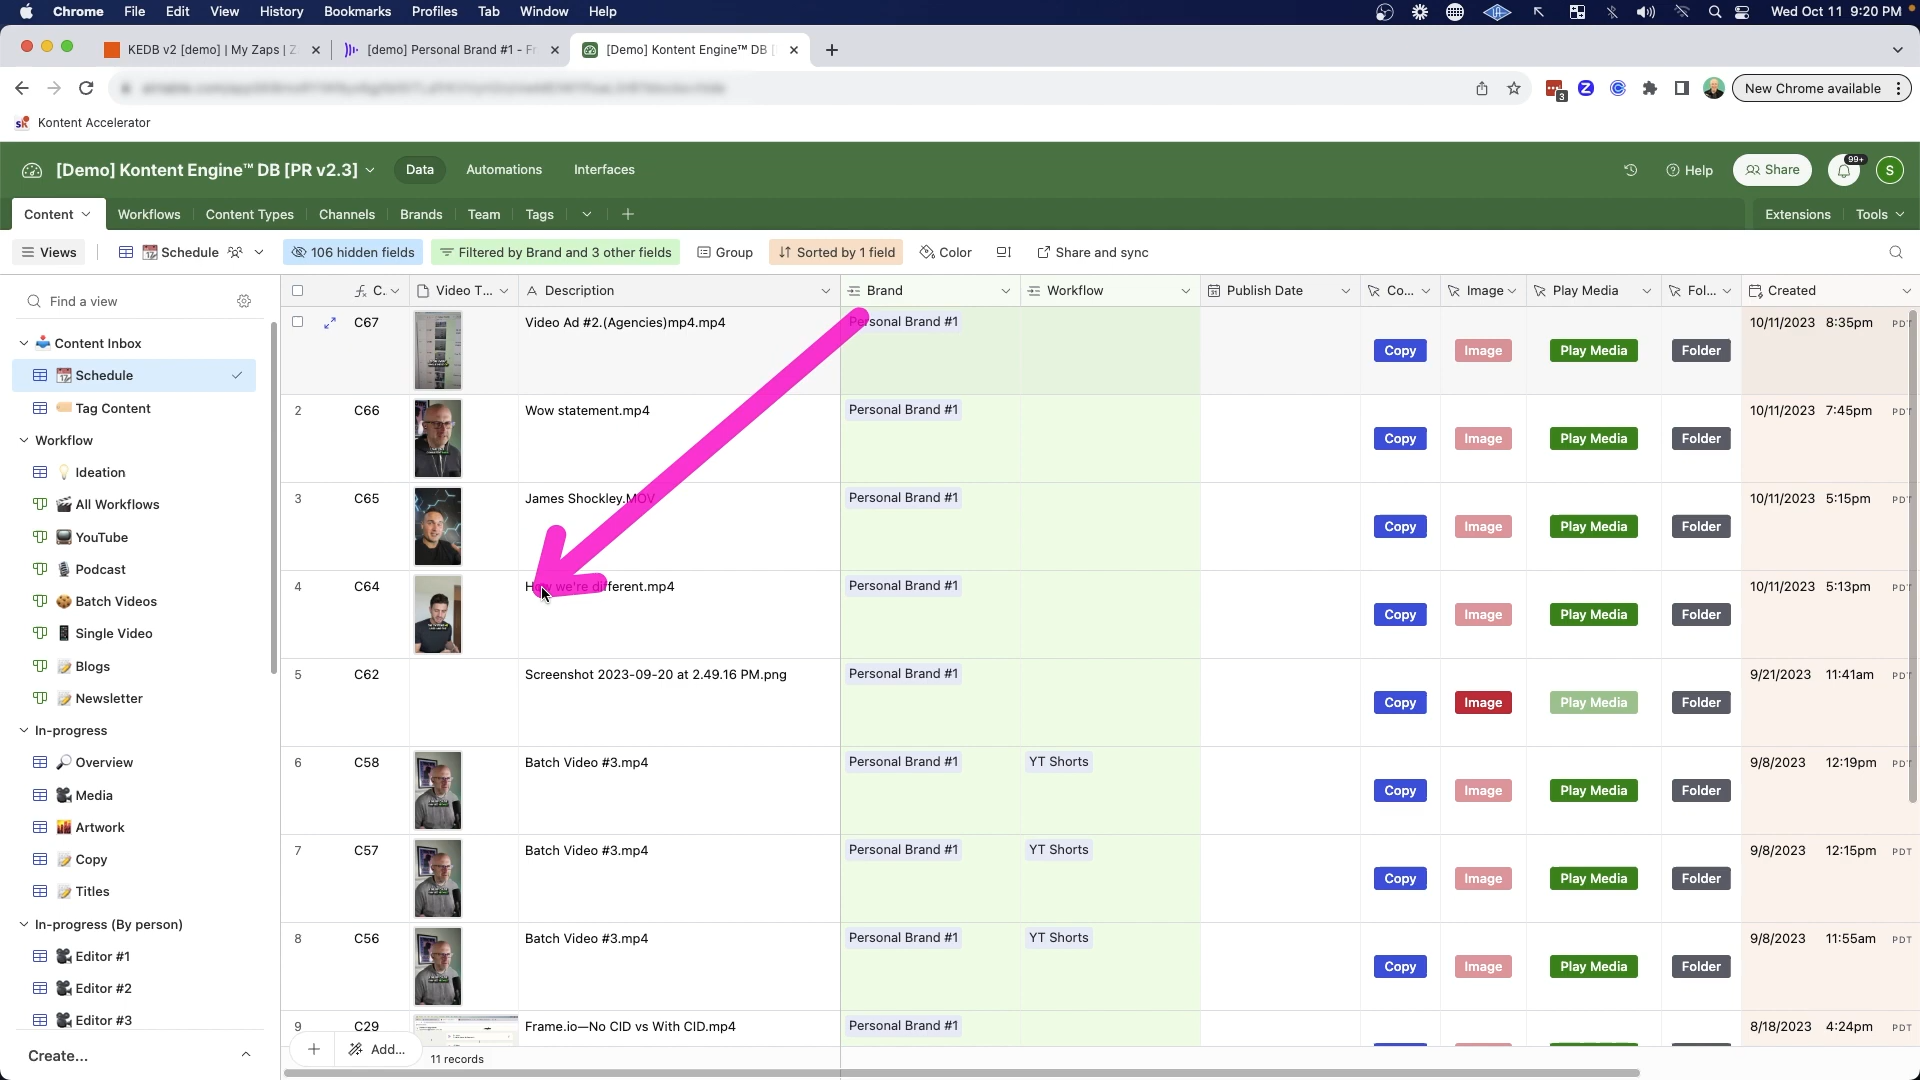 Chrome File Edit View History Bookmarks Profiles Tab Window Help Wed Oct 11 9:20 PM
KEDB v2 [demo] | My Zaps | Z [demo] Personal Brand #1 - Fr [Demo] Kontent Engine™ DB [
3 New Chrome available
Kontent Accelerator
[Demo] Kontent Engine™ DB [PR v2.3] Data Automations Interfaces Help Share 99+ S
Content Workflows Content Types Channels Brands Team Tags Extensions Tools
Views Schedule 106 hidden fields Filtered by Brand and 3 other fields Group Sorted by 1 field Color Share and sync
Find a view
Content Inbox
Schedule
Tag Content
Workflow
Ideation
All Workflows
YouTube
Podcast
Batch Videos
Single Video
Blogs
Newsletter
In-progress
Overview
Media
Artwork
Copy
Titles
In-progress (By person)
Editor #1
Editor #2
Editor #3
Create...
C.. Video T... Description Brand Workflow Publish Date Co... Image Play Media Fol... Created
C67 Video Ad #2.(Agencies)mp4.mp4 Personal Brand #1 10/11/2023 8:35pm PDT
Copy Image Play Media Folder
2 C66 Wow statement.mp4 Personal Brand #1 10/11/2023 7:45pm PDT
Copy Image Play Media Folder
3 C65 James Shockley.MOV Personal Brand #1 10/11/2023 5:15pm PDT
Copy Image Play Media Folder
4 C64 How we're different.mp4 Personal Brand #1 10/11/2023 5:13pm PDT
Copy Image Play Media Folder
5 C62 Screenshot 2023-09-20 at 2.49.16 PM.png Personal Brand #1 9/21/2023 11:41am PDT
Copy Image Play Media Folder
6 C58 Batch Video #3.mp4 Personal Brand #1 YT Shorts 9/8/2023 12:19pm PDT
Copy Image Play Media Folder
7 C57 Batch Video #3.mp4 Personal Brand #1 YT Shorts 9/8/2023 12:15pm PDT
Copy Image Play Media Folder
8 C56 Batch Video #3.mp4 Personal Brand #1 YT Shorts 9/8/2023 11:55am PDT
Copy Image Play Media Folder
9 C29 Frame.io—No CID vs With CID.mp4 Personal Brand #1 8/18/2023 4:24pm PDT
Add... 11 records